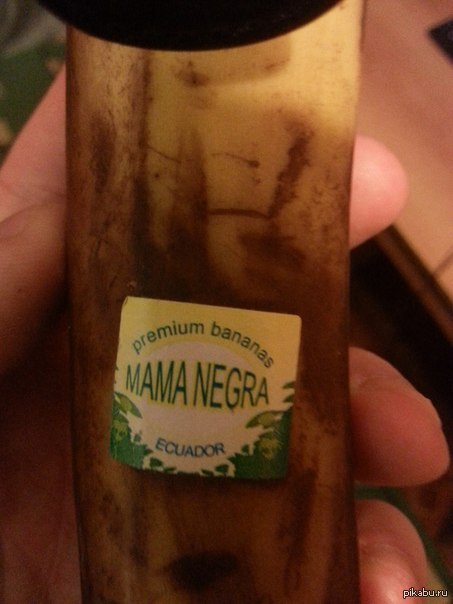 premium bananas
MAMA NEGRA
ECUADOR
pikabu.ru